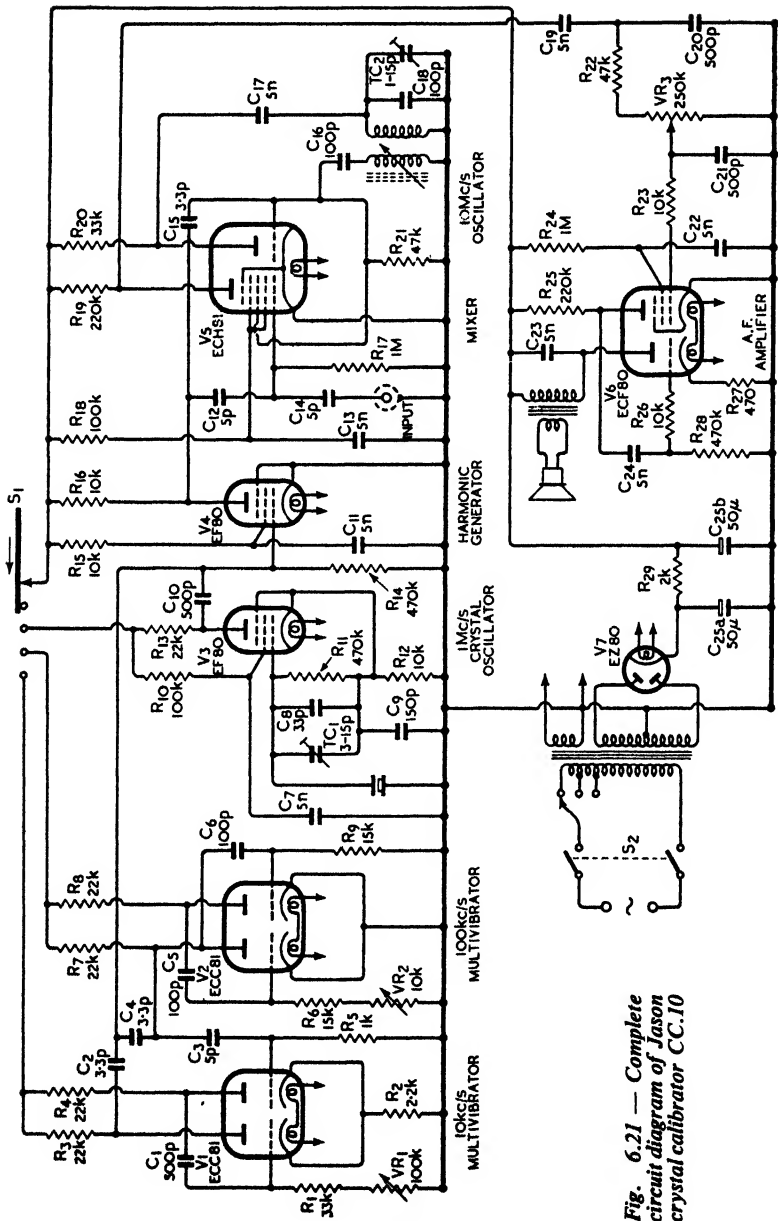 S1
R3
22k
R4
22k
C1
500p
V1
ECC81
R1
33k
VR1
100k
R2
2·2k
10kc/s
MULTIVIBRATOR
C2
3·3p
C4
3·3p
C3
5p
R5
1k
R7
22k
R8
22k
C5
100p
V2
ECC81
R6
15k
VR2
10k
C6
100p
R9
15k
100kc/s
MULTIVIBRATOR
C7
5n
R10
100k
R13
22k
V3
EF80
C8
33p
TC1
3-15p
C9
150p
R11
470k
R12
10k
1Mc/s
CRYSTAL
OSCILLATOR
C10
500p
R14
470k
R15
10k
R16
10k
V4
EF80
C11
5n
HARMONIC
GENERATOR
R18
100k
C12
5p
C14
5p
C13
5n
INPUT
R17
1M
MIXER
R19
220k
R20
33k
V5
ECH81
C15
3·3p
R21
47k
10Mc/s
OSCILLATOR
C16
100p
C17
5n
TC2
1-15p
C18
100p
C19
5n
R22
47k
C20
500p
VR3
250k
C21
500p
R23
10k
R24
1M
C22
5n
R25
220k
C23
5n
V6
ECF80
R26
10k
R27
470
C24
5n
R28
470k
A.F.
AMPLIFIER
R29
2k
C25a
50μ
C25b
50μ
V7
EZ80
S2
~
Fig. 6.21 — Complete
circuit diagram of Jason
crystal calibrator CC.10